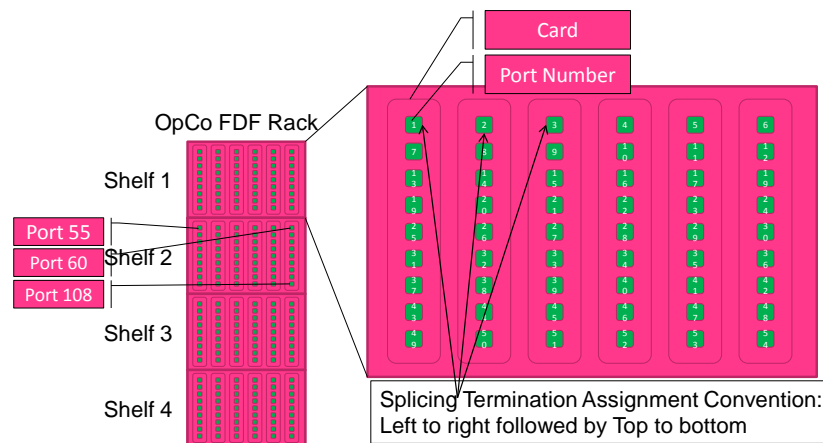 Card
Port Number
OpCo FDF Rack
Shelf 1
Shelf 2
Shelf 3
Shelf 4
Port 55
Port 60
Port 108
1 2 3 4 5 6
7 8 9 10 11 12
13 14 15 16 17 19
19 20 21 22 23 24
25 26 27 28 29 30
31 32 33 34 35 36
37 38 39 40 41 42
43 44 45 46 47 48
49 50 51 52 53 54
Splicing Termination Assignment Convention:
Left to right followed by Top to bottom